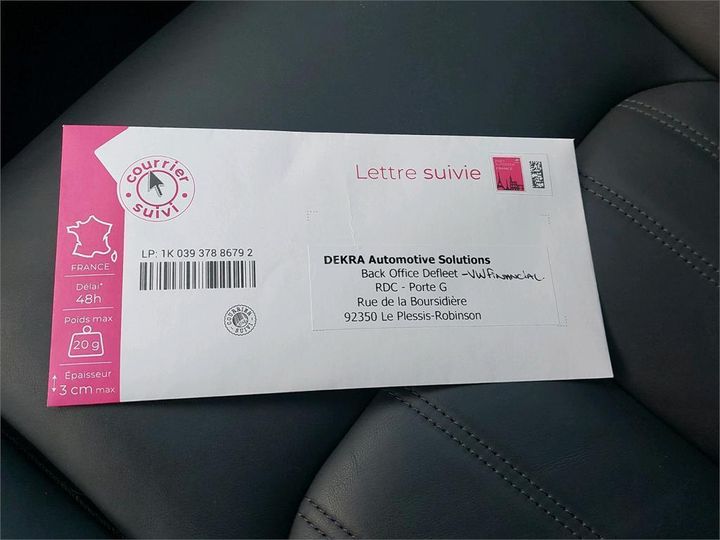 courrier
suivi
Lettre suivie
FRANCE
Délai*
48h
Poids max
20 g
Épaisseur
3 cm max
LP: 1K 039 378 8679 2
DEKRA Automotive Solutions
Back Office Defleet - VW Financial.
RDC - Porte G
Rue de la Boursidière
92350 Le Plessis-Robinson